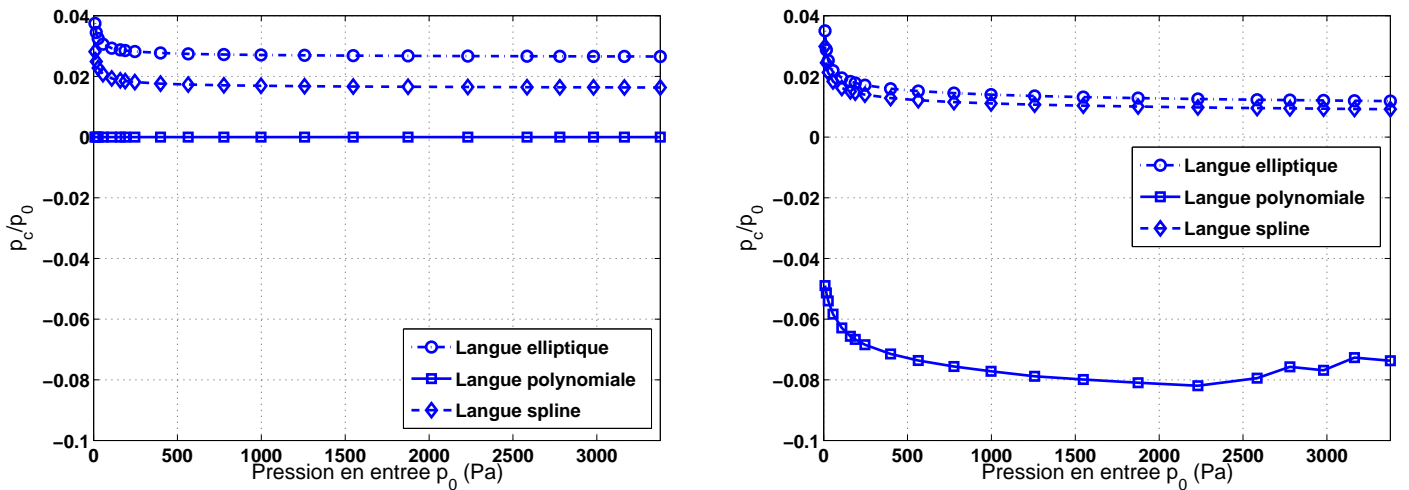 0.04
0.02
0
−0.02
−0.04
−0.06
−0.08
−0.1
p_c/p_0
0 500 1000 1500 2000 2500 3000
Pression en entree p_0 (Pa)
Langue elliptique
Langue polynomiale
Langue spline
0.04
0.02
0
−0.02
−0.04
−0.06
−0.08
−0.1
p_c/p_0
0 500 1000 1500 2000 2500 3000
Pression en entree p_0 (Pa)
Langue elliptique
Langue polynomiale
Langue spline